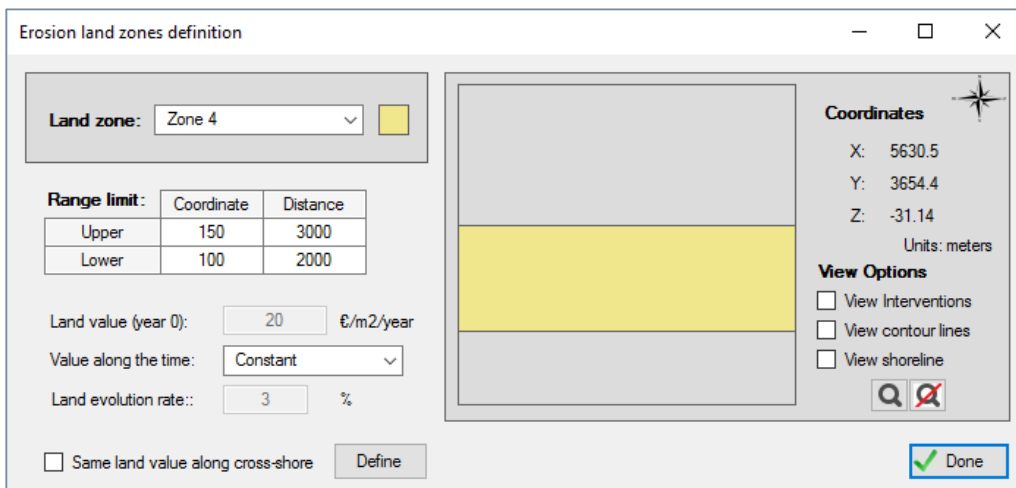 Erosion land zones definition
Land zone: Zone 4
Range limit: Coordinate Distance
Upper 150 3000
Lower 100 2000
Land value (year 0): 20 €/m2/year
Value along the time: Constant
Land evolution rate:: 3 %
Same land value along cross-shore Define
Coordinates
X: 5630.5
Y: 3654.4
Z: -31.14
Units: meters
View Options
View Interventions
View contour lines
View shoreline
Done